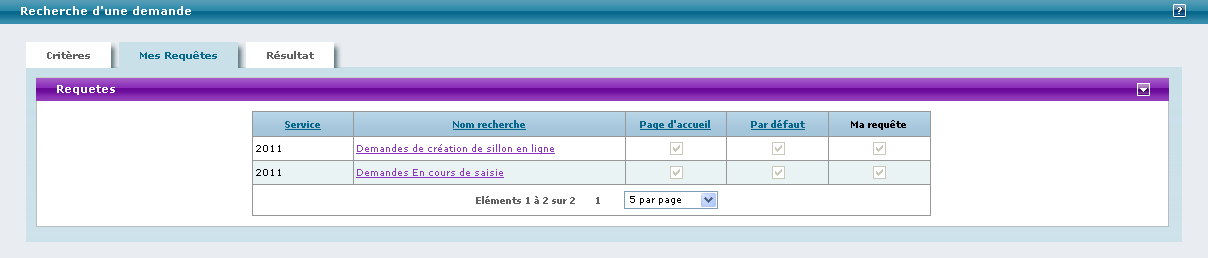 Recherche d'une demande ?
Critères Mes Requêtes Résultat
Requetes
Service Nom recherche Page d'accueil Par défaut Ma requête
2011 Demandes de création de sillon en ligne
2011 Demandes En cours de saisie
Eléments 1 à 2 sur 2 1 5 par page